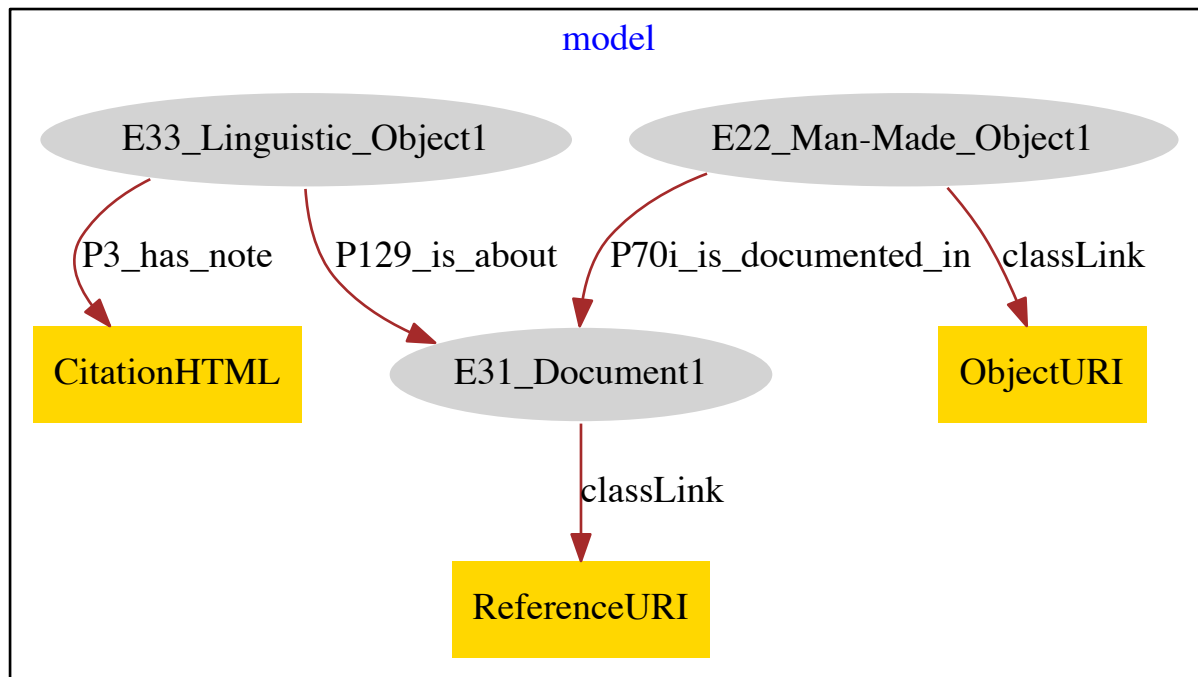 model
E33_Linguistic_Object1
E22_Man-Made_Object1
P3_has_note
P129_is_about
P70i_is_documented_in
classLink
CitationHTML
E31_Document1
ObjectURI
classLink
ReferenceURI